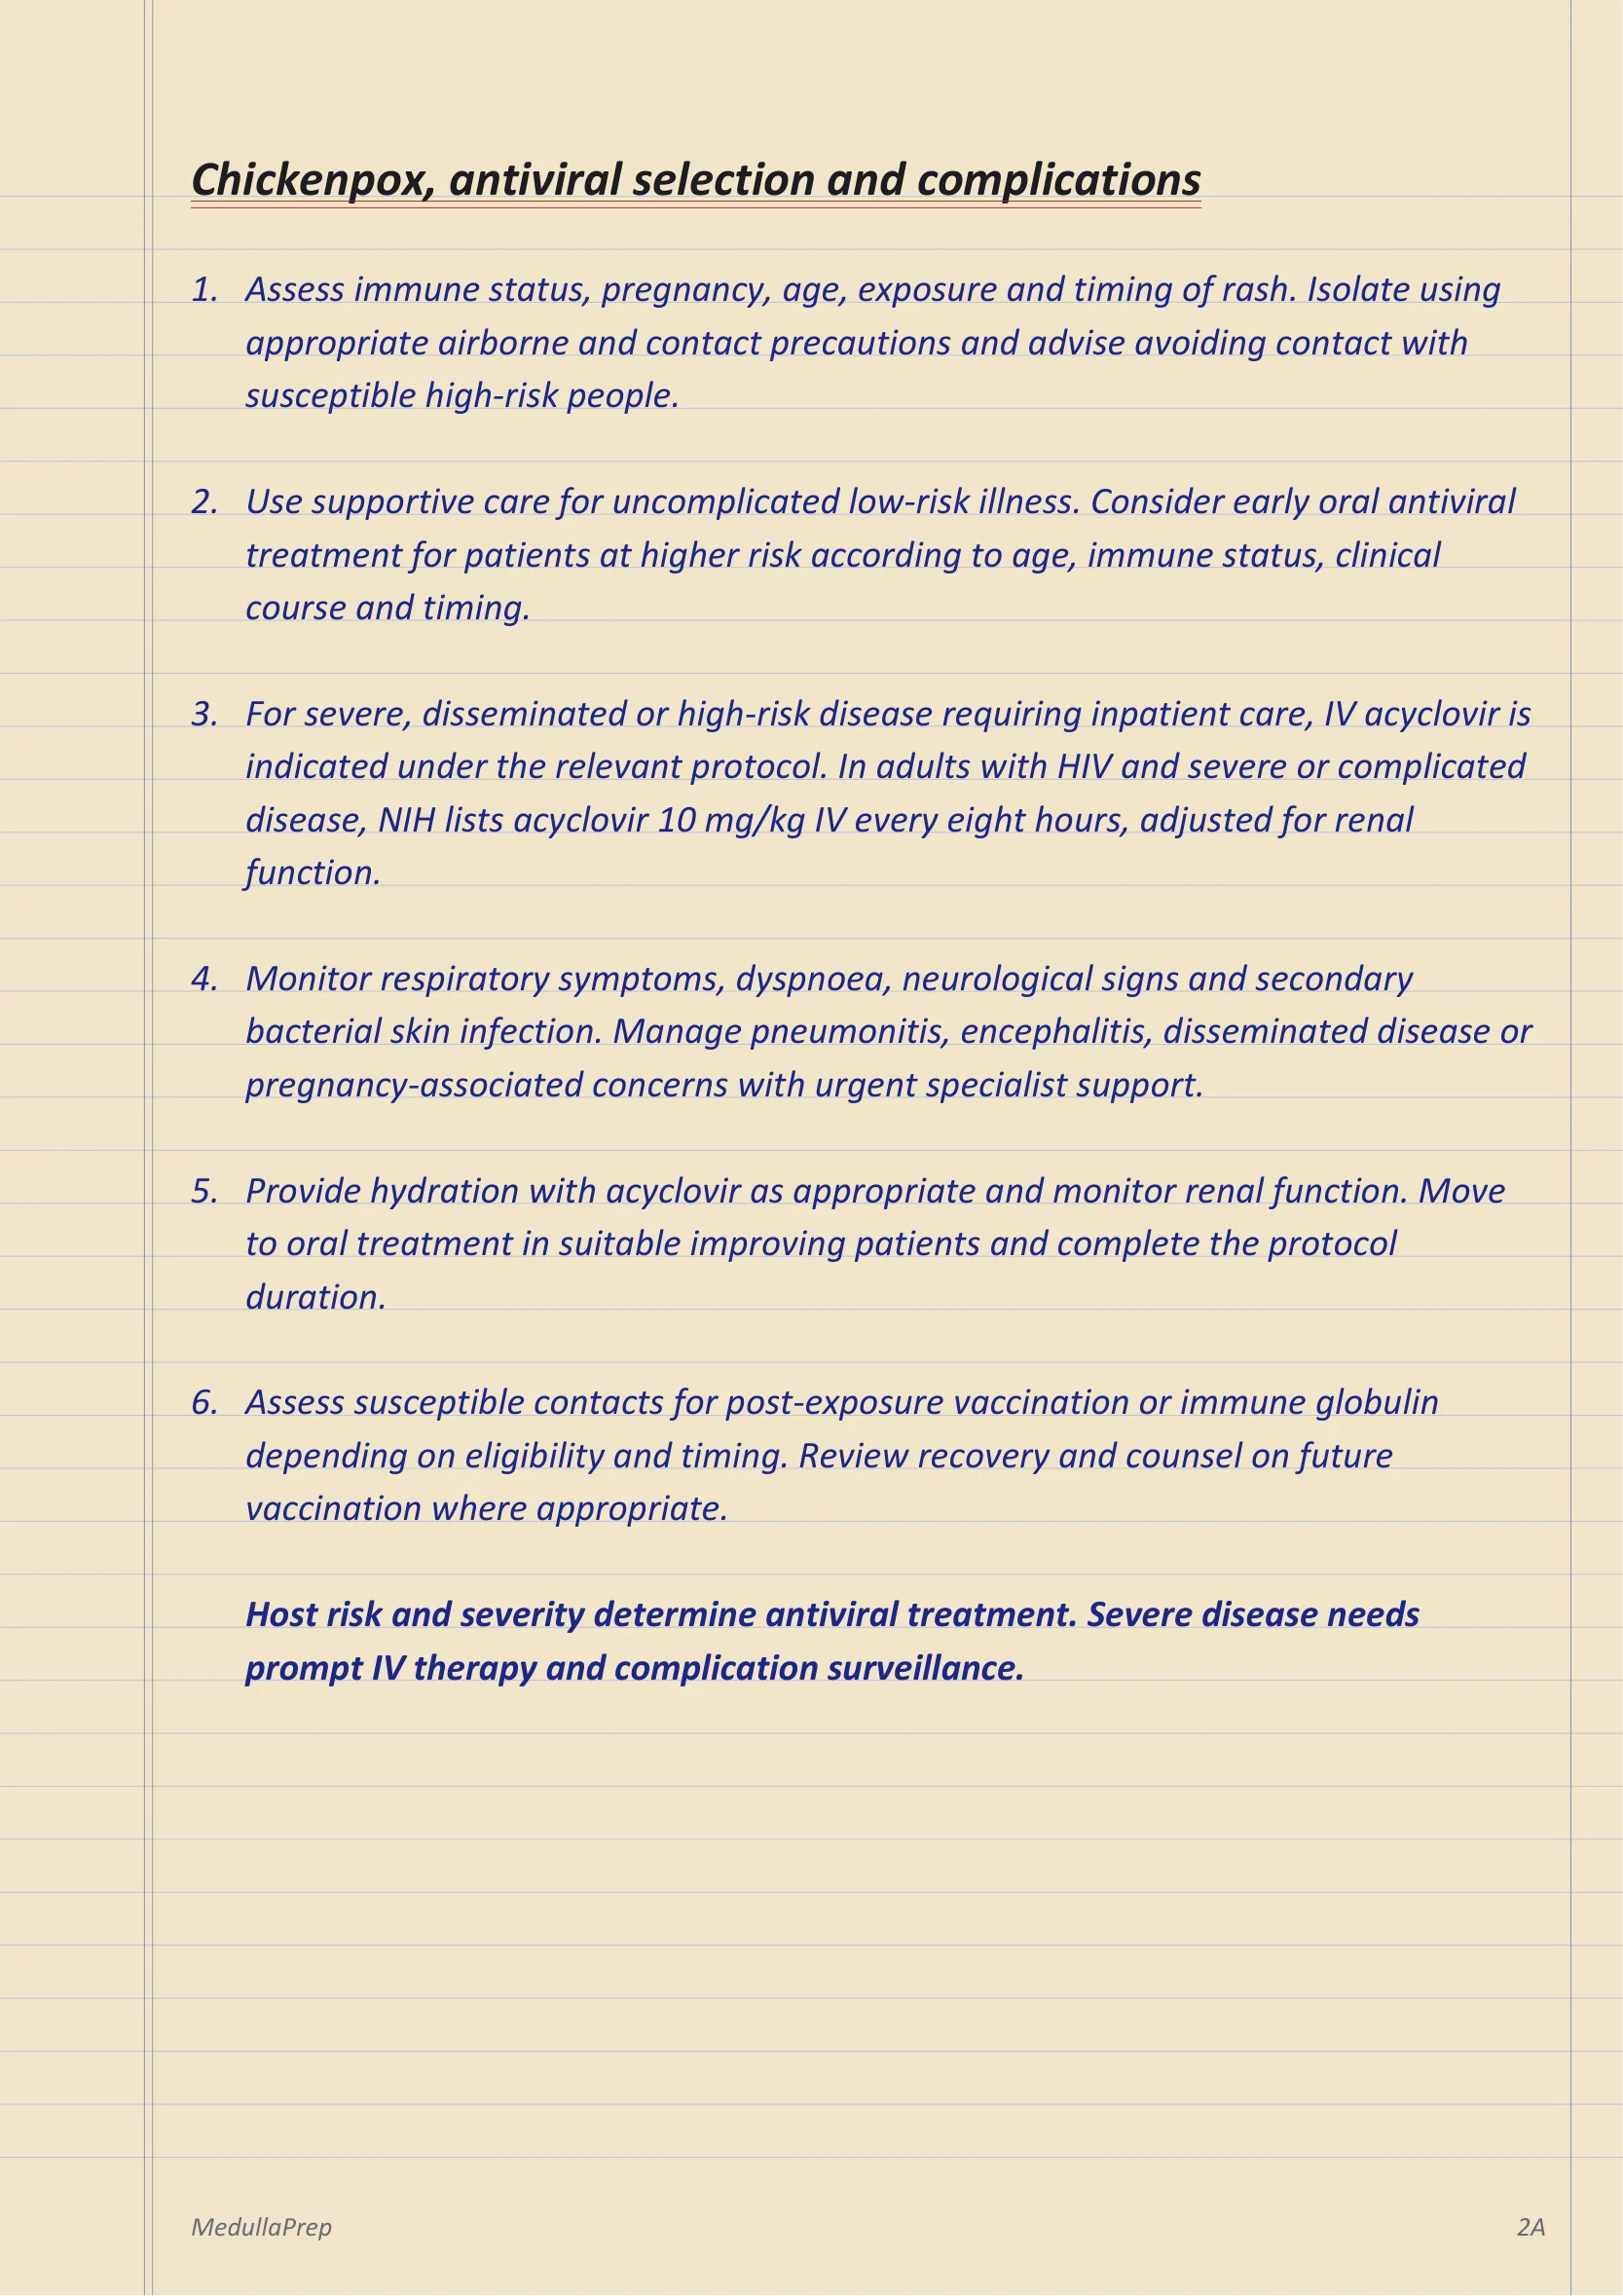 Chickenpox, antiviral selection and complications
1. Assess immune status, pregnancy, age, exposure and timing of rash. Isolate using
appropriate airborne and contact precautions and advise avoiding contact with
susceptible high-risk people.
2. Use supportive care for uncomplicated low-risk illness. Consider early oral antiviral
treatment for patients at higher risk according to age, immune status, clinical
course and timing.
3. For severe, disseminated or high-risk disease requiring inpatient care, IV acyclovir is
indicated under the relevant protocol. In adults with HIV and severe or complicated
disease, NIH lists acyclovir 10 mg/kg IV every eight hours, adjusted for renal
function.
4. Monitor respiratory symptoms, dyspnoea, neurological signs and secondary
bacterial skin infection. Manage pneumonitis, encephalitis, disseminated disease or
pregnancy-associated concerns with urgent specialist support.
5. Provide hydration with acyclovir as appropriate and monitor renal function. Move
to oral treatment in suitable improving patients and complete the protocol
duration.
6. Assess susceptible contacts for post-exposure vaccination or immune globulin
depending on eligibility and timing. Review recovery and counsel on future
vaccination where appropriate.
Host risk and severity determine antiviral treatment. Severe disease needs
prompt IV therapy and complication surveillance.
MedullaPrep
2A